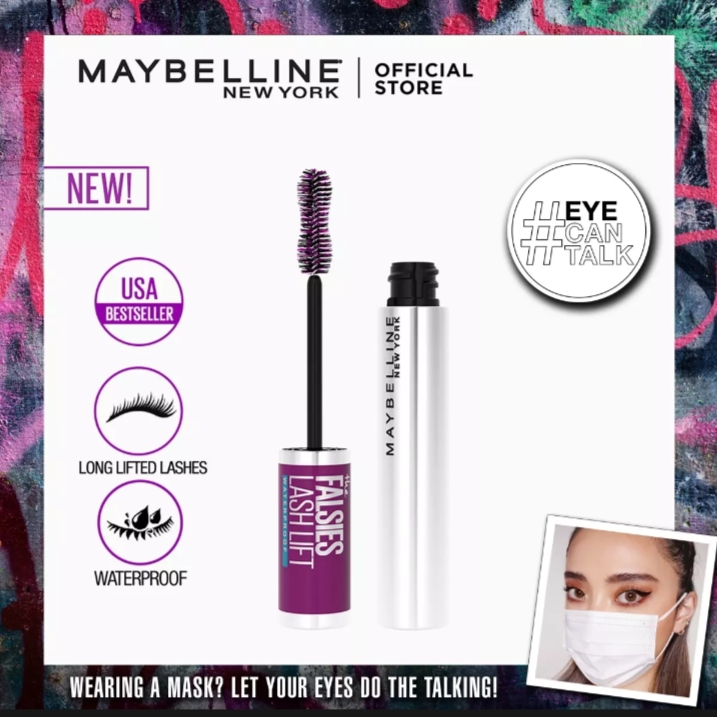 MAYBELLINE
NEW YORK
OFFICIAL
STORE
NEW!
#EYE
CAN
TALK
USA
BESTSELLER
LONG LIFTED LASHES
WATERPROOF
MAYBELLINE
NEW YORK
the
FALSIES
LASH LIFT
WATERPROOF
WEARING A MASK? LET YOUR EYES DO THE TALKING!